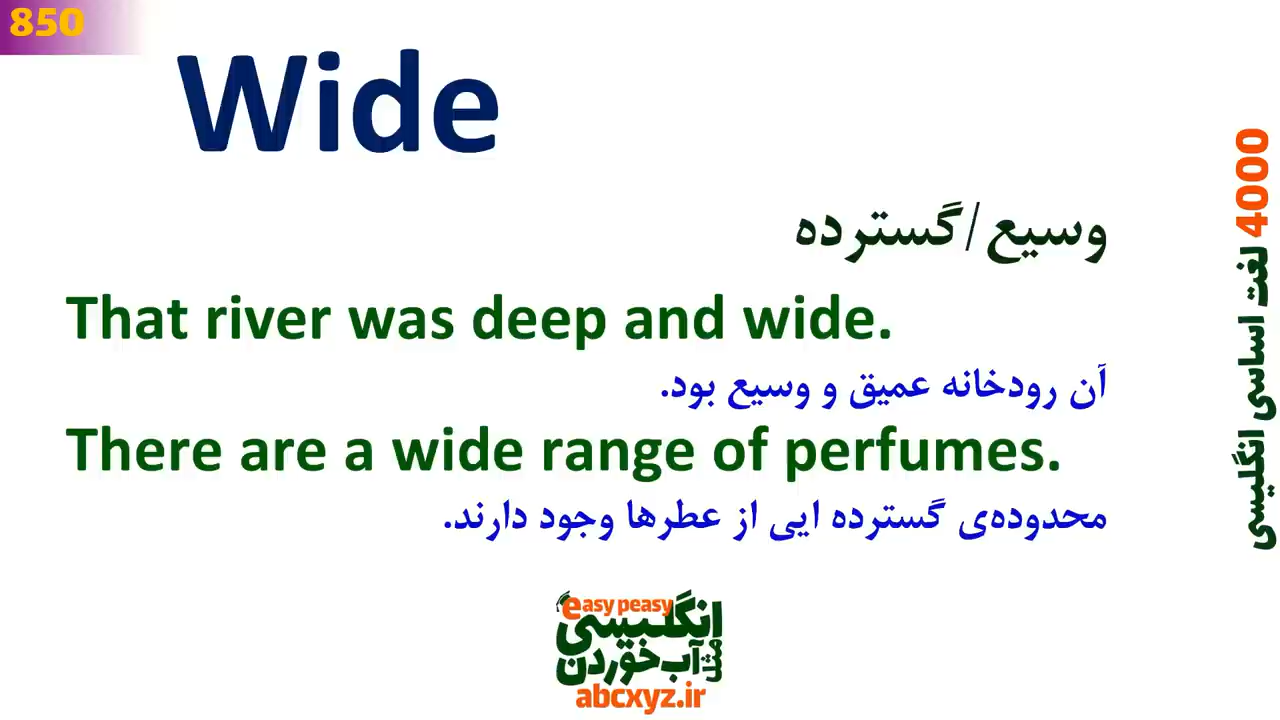 850
Wide
وسیع/گسترده
That river was deep and wide.
آن رودخانه عمیق و وسیع بود.
There are a wide range of perfumes.
محدوده‌ی گسترده ایی از عطرها وجود دارند.
4000 لغت اساسی انگلیسی
easy peasy
انگلیسی
مثل آب خوردن
abcxyz.ir